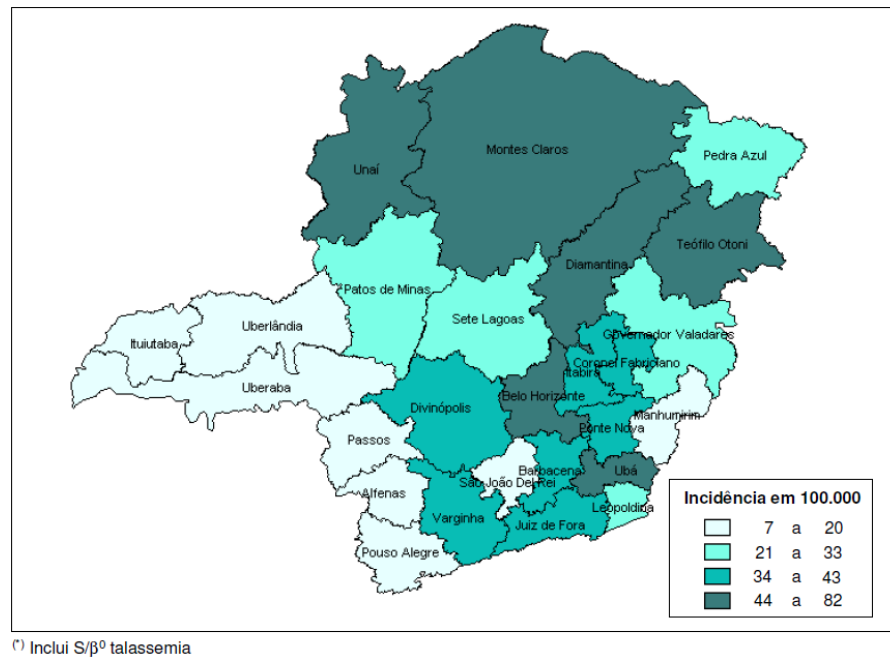 Montes Claros
Pedra Azul
Unaí
Teófilo Otoni
Diamantina
Patos de Minas
Sete Lagoas
Uberlândia
Governador Valadares
Ituiutaba
Coronel Fabriciano
Itabira
Uberaba
Belo Horizonte
Divinópolis
Manhumirim
Ponte Nova
Passos
Barbacena
Ubá
São João Del Rei
Alfenas
Leopoldina
Varginha
Juiz de Fora
Pouso Alegre
Incidência em 100.000
7 a 20
21 a 33
34 a 43
44 a 82
(*) Inclui S/β⁰ talassemia